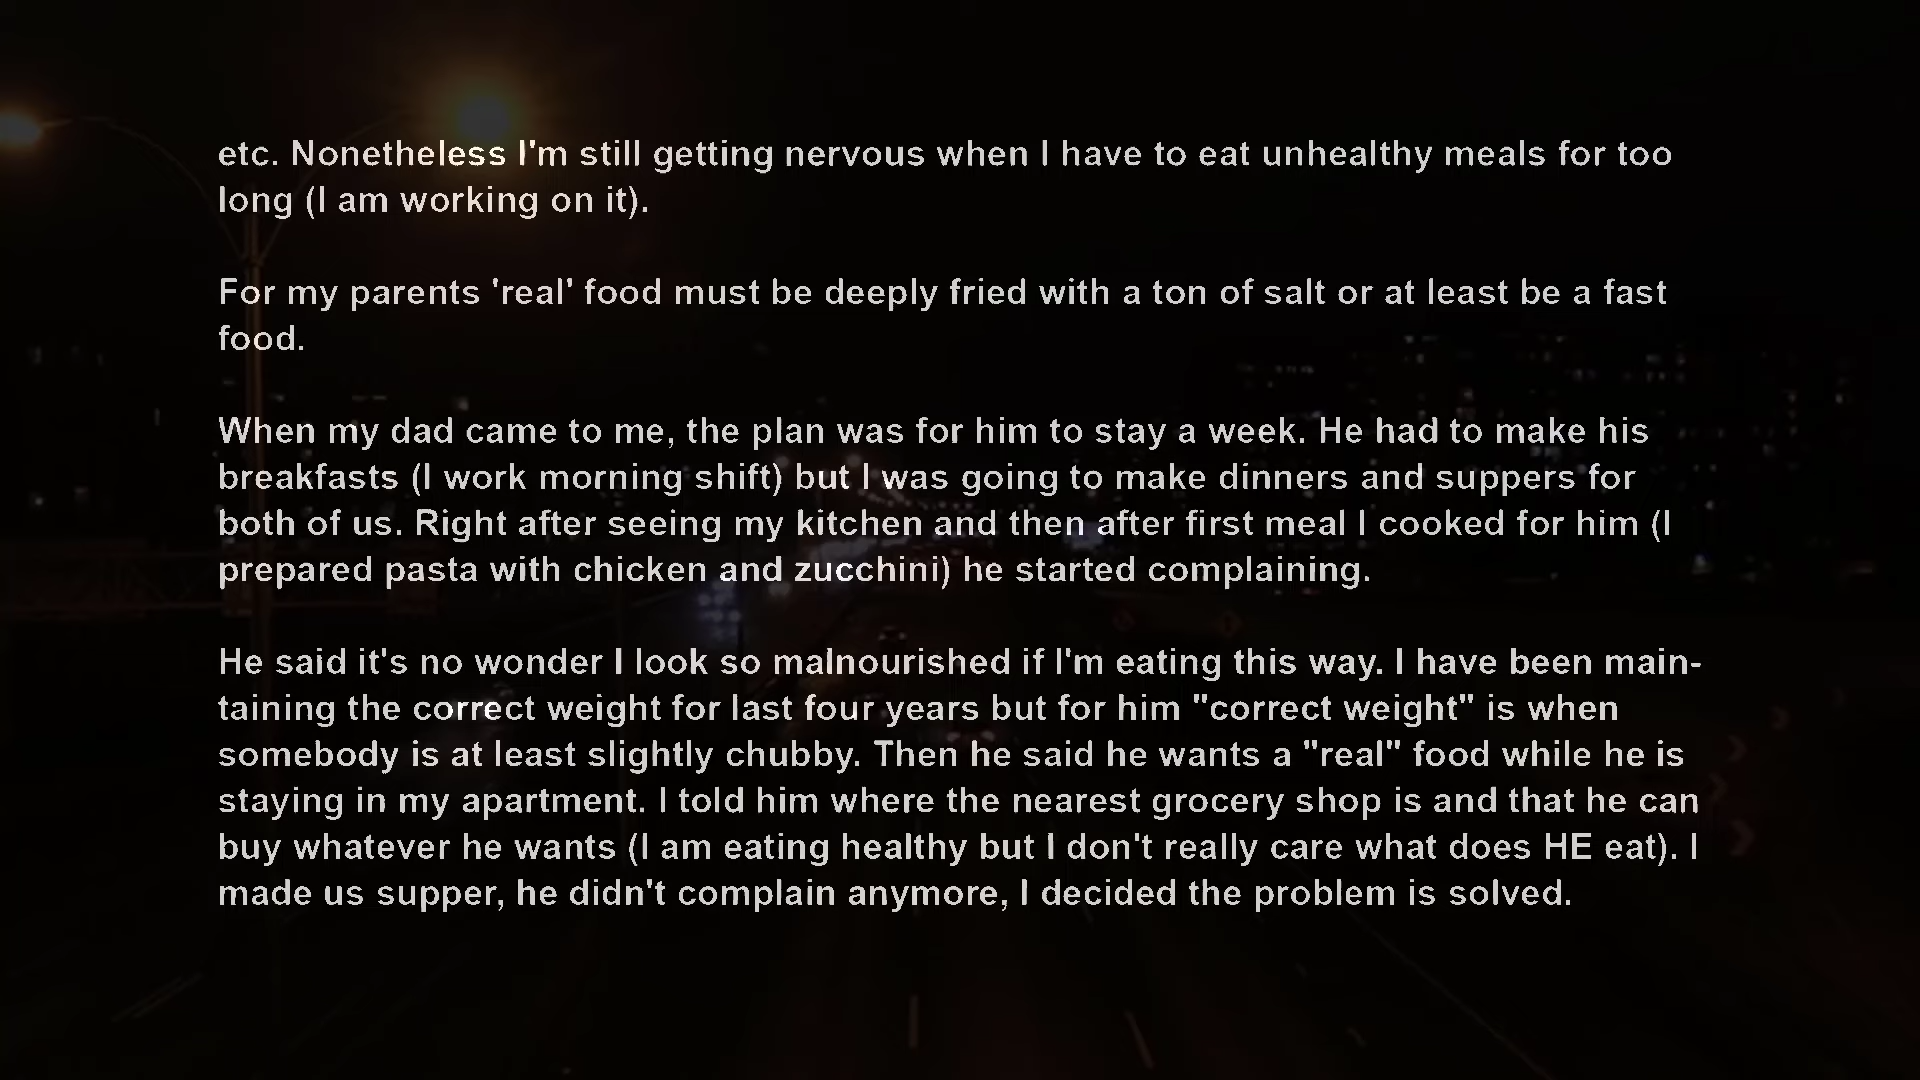 etc. Nonetheless I'm still getting nervous when I have to eat unhealthy meals for too
long (I am working on it).
For my parents 'real' food must be deeply fried with a ton of salt or at least be a fast
food.
When my dad came to me, the plan was for him to stay a week. He had to make his
breakfasts (I work morning shift) but I was going to make dinners and suppers for
both of us. Right after seeing my kitchen and then after first meal I cooked for him (I
prepared pasta with chicken and zucchini) he started complaining.
He said it's no wonder I look so malnourished if I'm eating this way. I have been main-
taining the correct weight for last four years but for him "correct weight" is when
somebody is at least slightly chubby. Then he said he wants a "real" food while he is
staying in my apartment. I told him where the nearest grocery shop is and that he can
buy whatever he wants (I am eating healthy but I don't really care what does HE eat). I
made us supper, he didn't complain anymore, I decided the problem is solved.